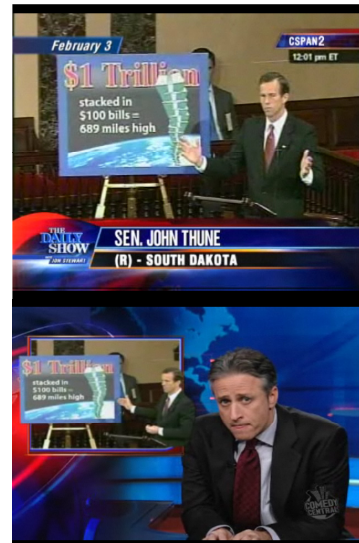 February 3
CSPAN2
12:01 pm ET
$1 Trillion
stacked in
$100 bills =
689 miles high
THE
DAILY
SHOW
JON STEWART
SEN. JOHN THUNE
(R) - SOUTH DAKOTA
$1 Trillion
stacked in
$100 bills =
689 miles high
COMEDY
CENTRAL